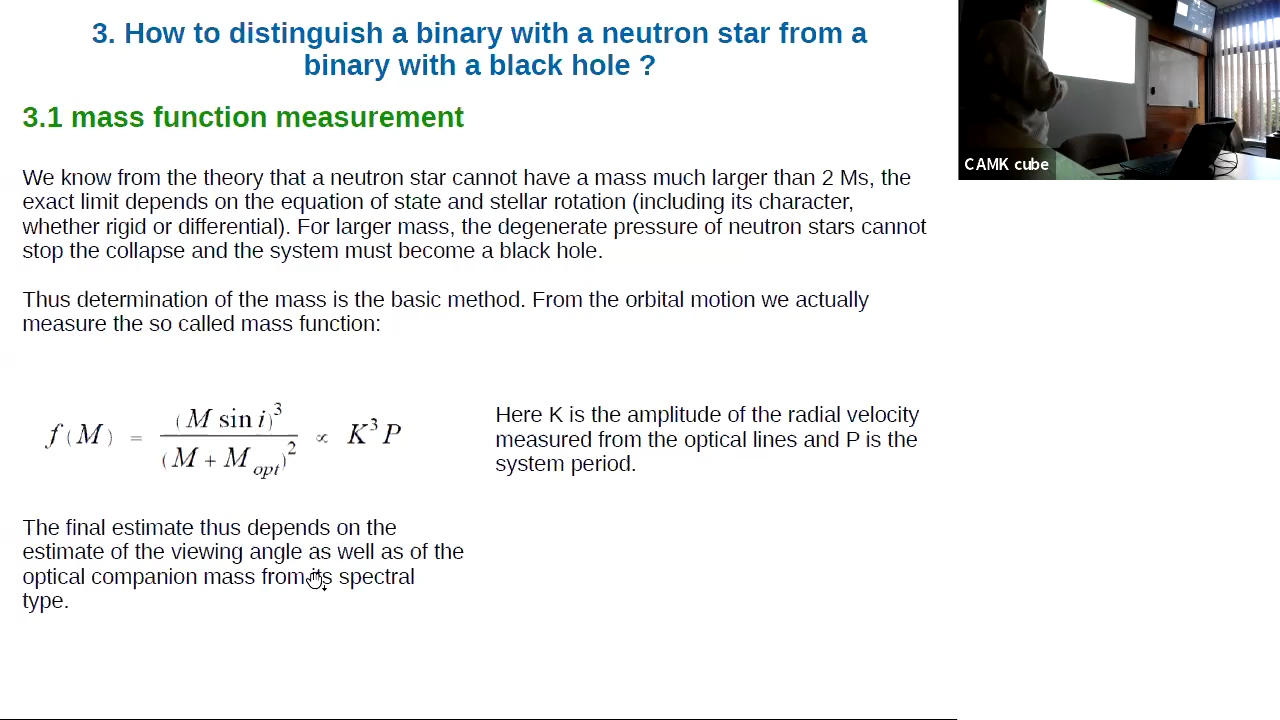 3. How to distinguish a binary with a neutron star from a
binary with a black hole ?
3.1 mass function measurement
We know from the theory that a neutron star cannot have a mass much larger than 2 Ms, the
exact limit depends on the equation of state and stellar rotation (including its character,
whether rigid or differential). For larger mass, the degenerate pressure of neutron stars cannot
stop the collapse and the system must become a black hole.
Thus determination of the mass is the basic method. From the orbital motion we actually
measure the so called mass function:
f(M) = (M sin i)^3 / (M + M_opt)^2 ∝ K^3 P
Here K is the amplitude of the radial velocity
measured from the optical lines and P is the
system period.
The final estimate thus depends on the
estimate of the viewing angle as well as of the
optical companion mass from its spectral
type.
CAMK cube